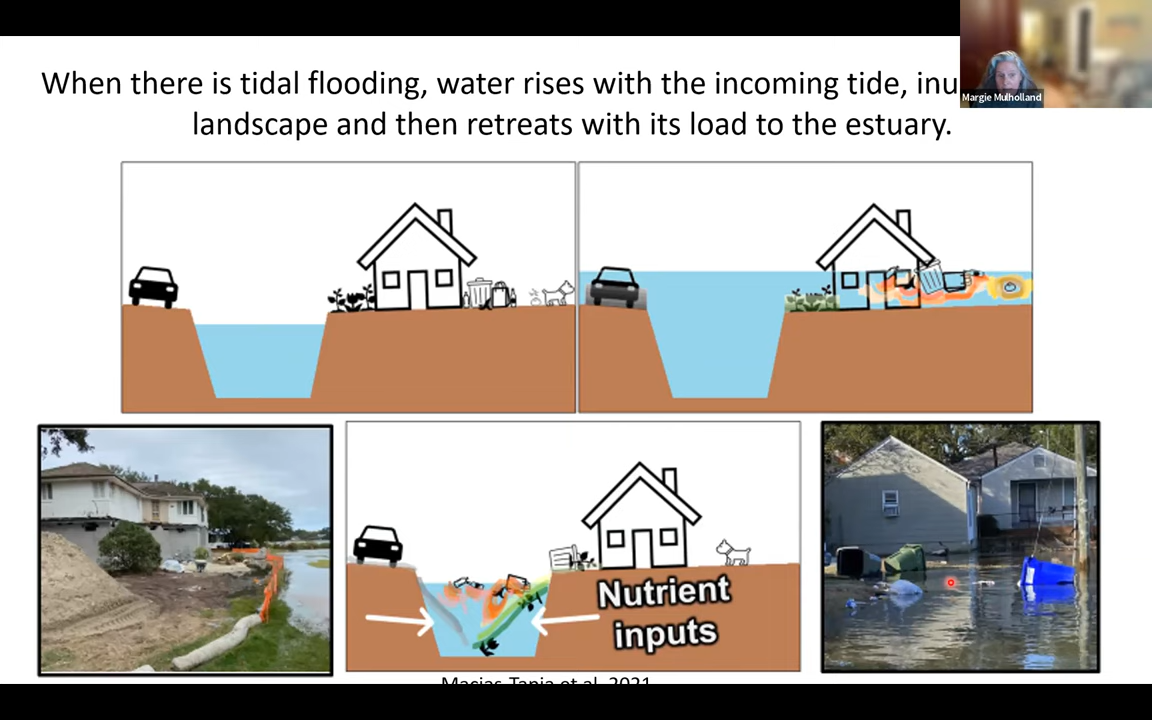 When there is tidal flooding, water rises with the incoming tide,
Margie Mulholland
landscape and then retreats with its load to the estuary.
Nutrient
inputs
Macias-Tapia et al. 2021